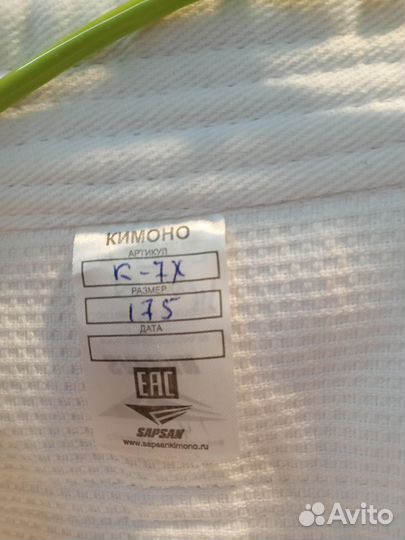 КИМОНО
АРТИКУЛ
К-7Х
РАЗМЕР
175
ДАТА
EAC
SAPSAN
www.sapsankimono.ru
Avito